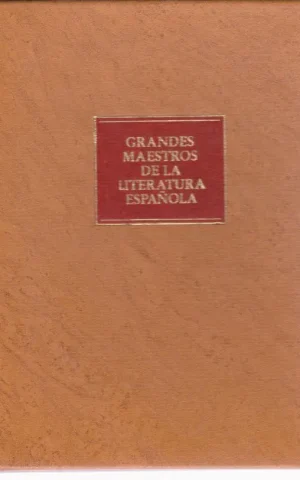 GRANDES
MAESTROS
DE LA
LITERATURA
ESPAÑOLA